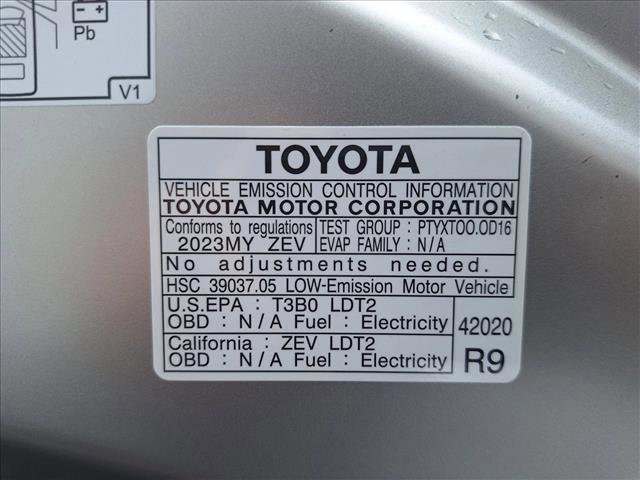 Pb
V1
TOYOTA
VEHICLE EMISSION CONTROL INFORMATION
TOYOTA MOTOR CORPORATION
Conforms to regulations
2023MY ZEV
TEST GROUP : PTYXT00.0D16
EVAP FAMILY : N/A
No adjustments needed.
HSC 39037.05 LOW-Emission Motor Vehicle
U.S.EPA : T3B0 LDT2
OBD : N/A Fuel : Electricity
California : ZEV LDT2
OBD : N/A Fuel : Electricity
42020
R9